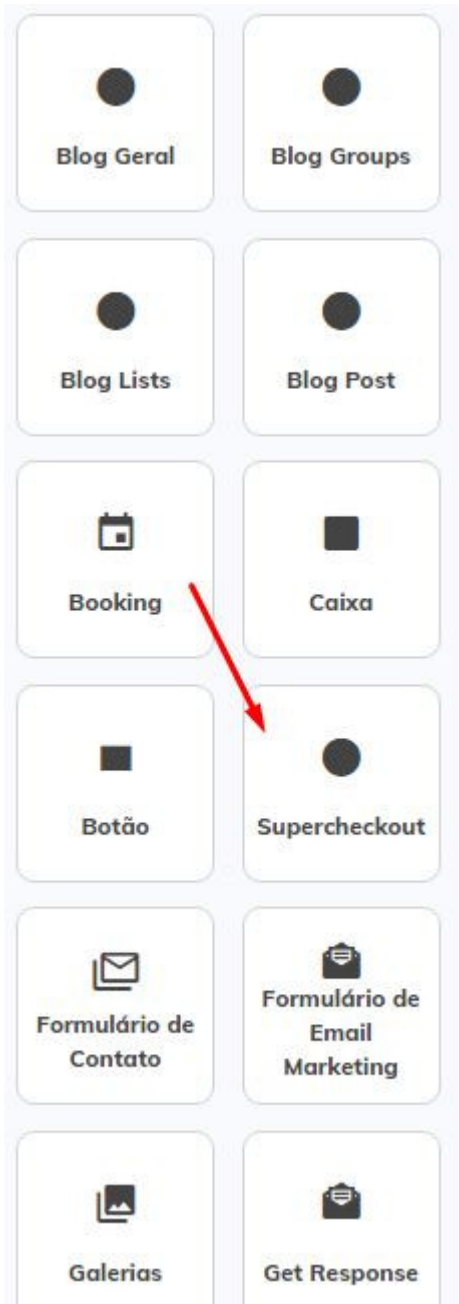 Blog Geral
Blog Groups
Blog Lists
Blog Post
Booking
Caixa
Botão
Supercheckout
Formulário de
Contato
Formulário de
Email
Marketing
Galerias
Get Response